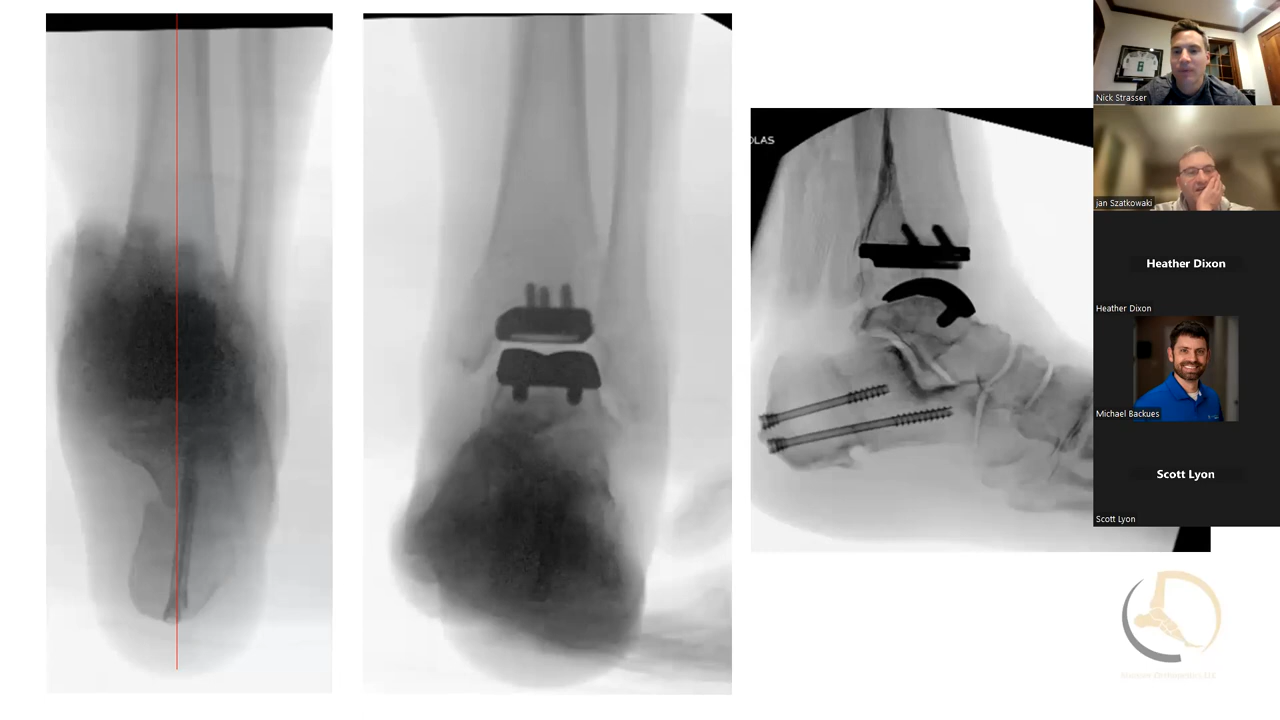 OLAS
Nick Strasser
jan Szatkowaki
Heather Dixon
Heather Dixon
Michael Backues
Scott Lyon
Scott Lyon